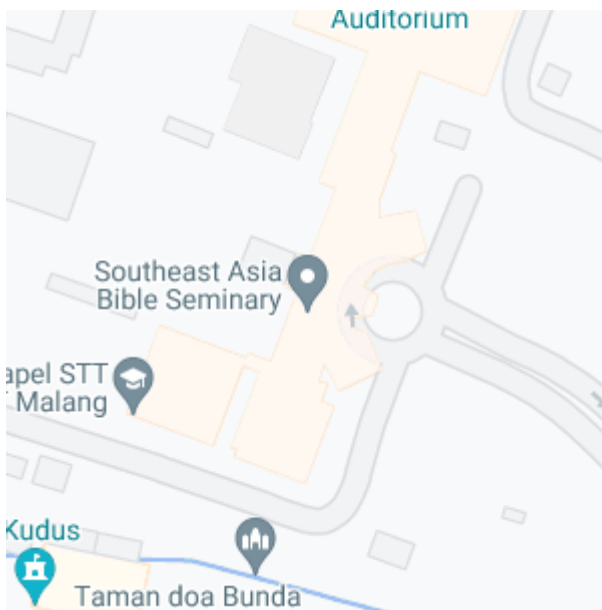 Auditorium
Southeast Asia
Bible Seminary
apel STT
Malang
Kudus
Taman doa Bunda